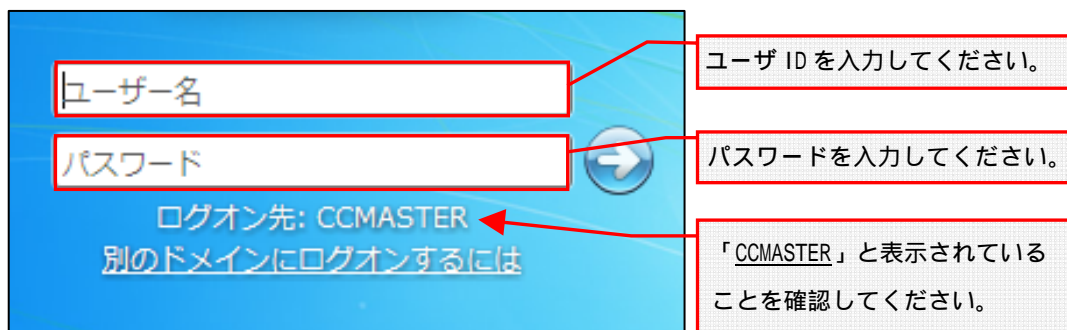 ユーザー名
ユーザ IDを入力してください。
パスワード
パスワードを入力してください。
ログオン先: CCMASTER
別のドメインにログオンするには
「CCMASTER」と表示されている
ことを確認してください。